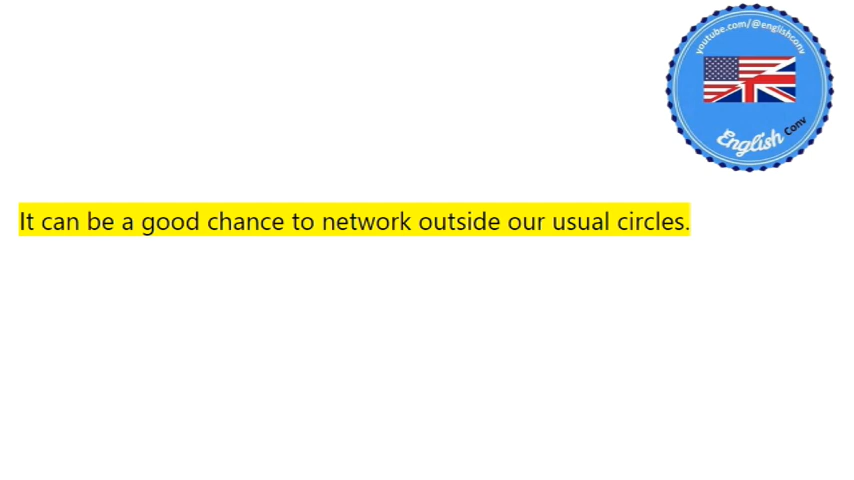 youtube.com/@englishconv
English Conv
It can be a good chance to network outside our usual circles.